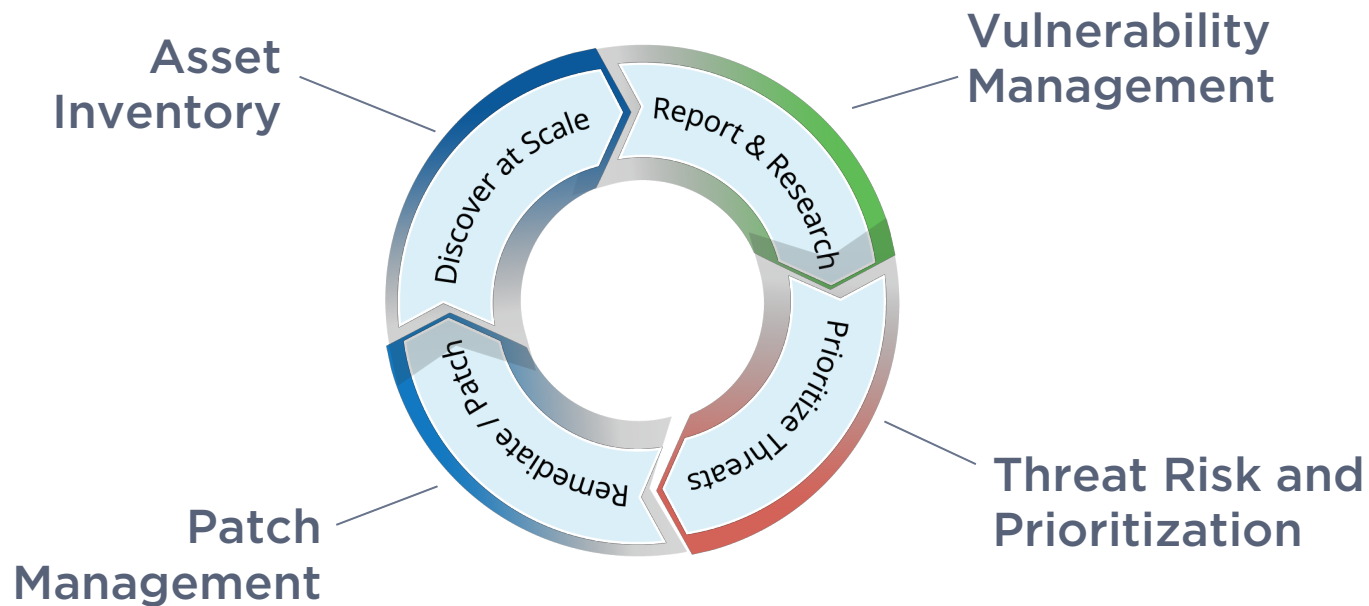 Asset
Inventory
Vulnerability
Management
Discover at Scale
Report & Research
Prioritize Threats
Remediate / Patch
Threat Risk and
Prioritization
Patch
Management